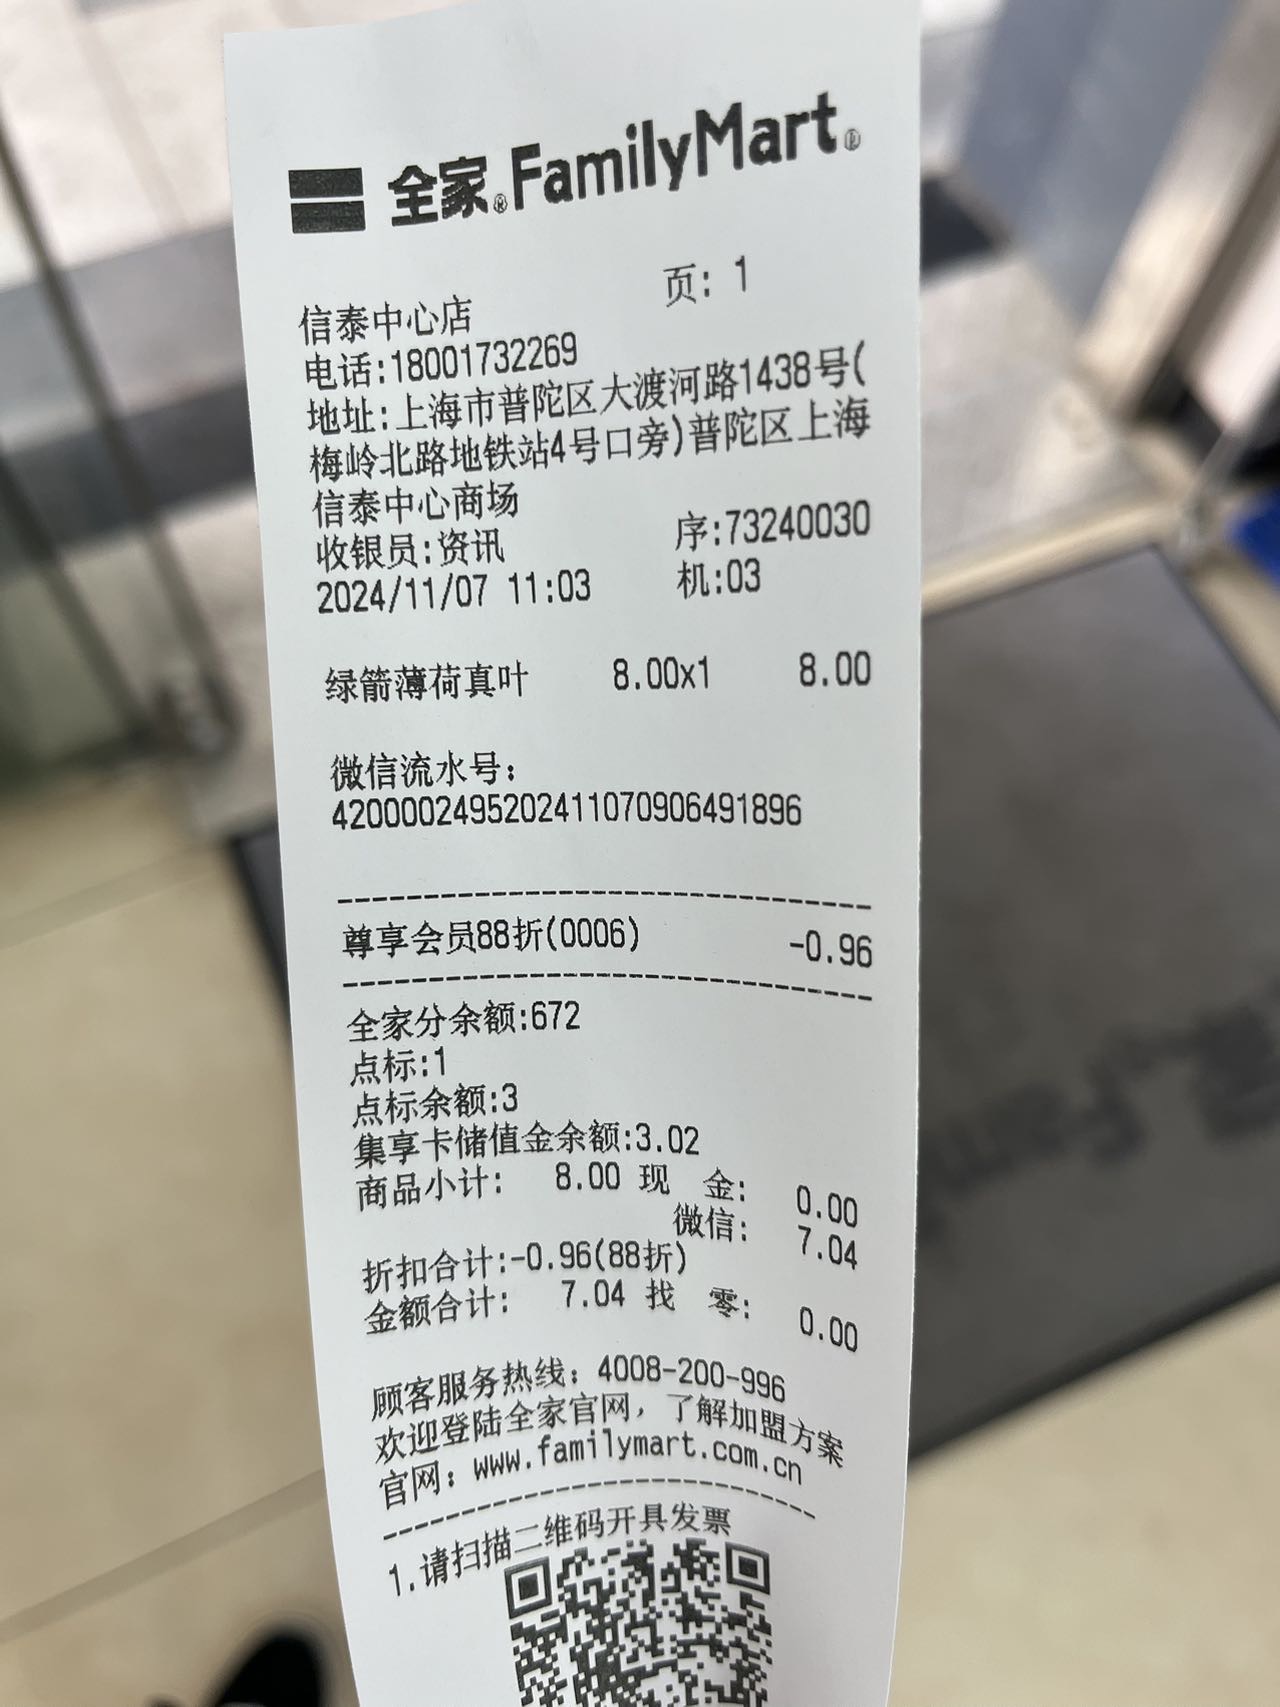 全家® FamilyMart®
页: 1
信泰中心店
电话:18001732269
地址:上海市普陀区大渡河路1438号(
梅岭北路地铁站4号口旁)普陀区上海
信泰中心商场
收银员:资讯 序:73240030
2024/11/07 11:03 机:03
绿箭薄荷真叶 8.00x1 8.00
微信流水号:
4200002495202411070906491896
尊享会员88折(0006) -0.96
全家分余额:672
点标:1
点标余额:3
集享卡储值金余额:3.02
商品小计: 8.00 现 金: 0.00
微信: 7.04
折扣合计:-0.96(88折)
金额合计: 7.04 找 零: 0.00
顾客服务热线: 4008-200-996
欢迎登陆全家官网, 了解加盟方案
官网: www.familymart.com.cn
1.请扫描二维码开具发票